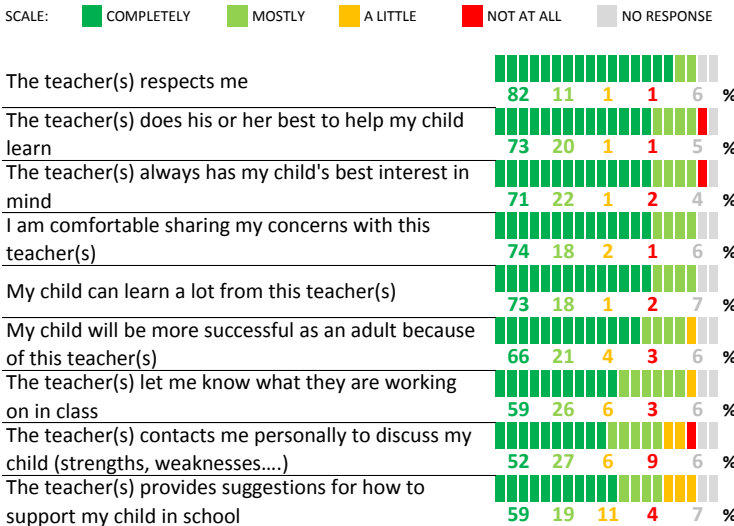 SCALE: COMPLETELY MOSTLY A LITTLE NOT AT ALL NO RESPONSE
The teacher(s) respects me
82 11 1 1 6 %
The teacher(s) does his or her best to help my child
learn
73 20 1 1 5 %
The teacher(s) always has my child's best interest in
mind
71 22 1 2 4 %
I am comfortable sharing my concerns with this
teacher(s)
74 18 2 1 6 %
My child can learn a lot from this teacher(s)
73 18 1 2 7 %
My child will be more successful as an adult because
of this teacher(s)
66 21 4 3 6 %
The teacher(s) let me know what they are working
on in class
59 26 6 3 6 %
The teacher(s) contacts me personally to discuss my
child (strengths, weaknesses....)
52 27 6 9 6 %
The teacher(s) provides suggestions for how to
support my child in school
59 19 11 4 7 %